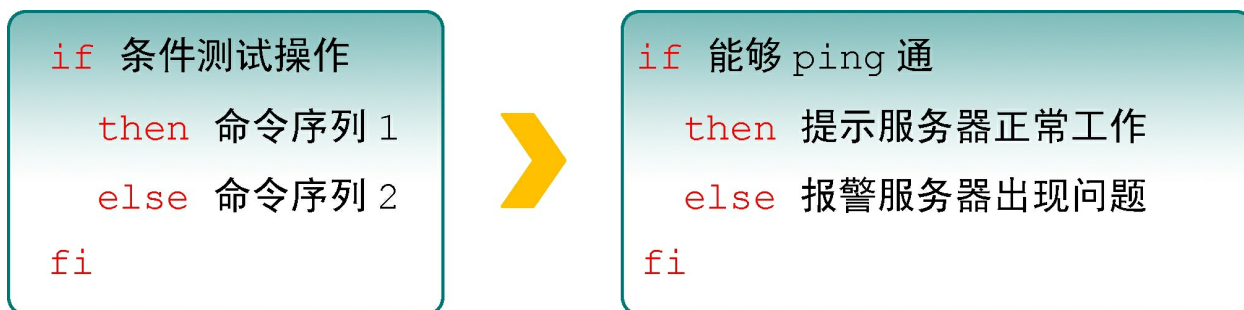 if 条件测试操作
then 命令序列 1
else 命令序列 2
fi
if 能够 ping 通
then 提示服务器正常工作
else 报警服务器出现问题
fi